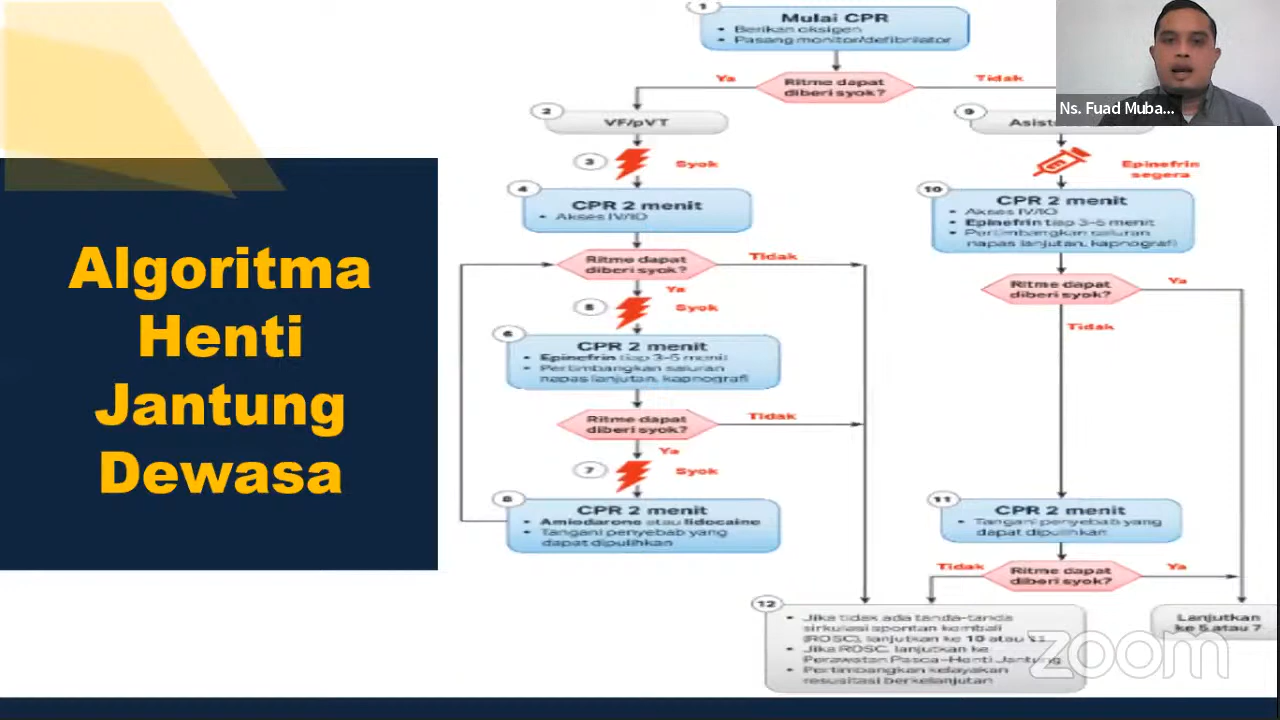 Algoritma
Henti
Jantung
Dewasa
1
Mulai CPR
• Berikan oksigen
• Pasang monitor/defibrilator
Ritme dapat
diberi syok?
Ya
Tidak
2
VF/pVT
3
Syok
4
CPR 2 menit
• Akses IV/IO
Ritme dapat
diberi syok?
Tidak
Ya
5
Syok
6
CPR 2 menit
• Epinefrin tiap 3-5 menit
• Pertimbangkan saluran
napas lanjutan, kapnografi
Ritme dapat
diberi syok?
Tidak
Ya
7
Syok
8
CPR 2 menit
• Amiodarone atau lidocaine
• Tangani penyebab yang
dapat dipulihkan
9
Epinefrin
segera
10
CPR 2 menit
• Akses IV/IO
• Epinefrin tiap 3-5 menit
• Pertimbangkan saluran
napas lanjutan, kapnografi
Ritme dapat
diberi syok?
Ya
Tidak
11
CPR 2 menit
• Tangani penyebab yang
dapat dipulihkan
Ritme dapat
diberi syok?
Tidak
Ya
12
• Jika tidak ada tanda-tanda
sirkulasi spontan kembali
(ROSC), lanjutkan ke 10 atau 11
• Jika ROSC, lanjutkan ke
Perawatan Pasca-Henti Jantung
• Pertimbangkan kelayakan
resusitasi berkelanjutan
Lanjutkan
ke 5 atau 7
Ns. Fuad Muba...
zoom